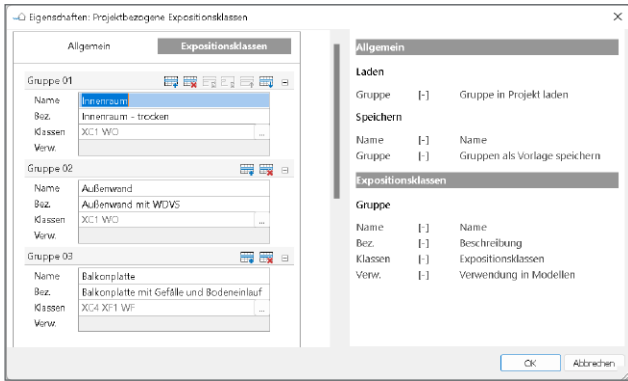 Eigenschaften: Projektbezogene Expositionsklassen
Allgemein
Expositionsklassen
Gruppe 01
Name Innenraum
Bez. Innenraum - trocken
Klassen XC1 WO ...
Verw.
Gruppe 02
Name Außenwand
Bez. Außenwand mit WDVS
Klassen XC1 WO ...
Verw.
Gruppe 03
Name Balkonplatte
Bez. Balkonplatte mit Gefälle und Bodeneinlauf
Klassen XC4 XF1 WF ...
Verw.
Allgemein
Laden
Gruppe [-] Gruppe in Projekt laden
Speichern
Name [-] Name
Gruppe [-] Gruppen als Vorlage speichern
Expositionsklassen
Gruppe
Name [-] Name
Bez. [-] Beschreibung
Klassen [-] Expositionsklassen
Verw. [-] Verwendung in Modellen
OK Abbrechen